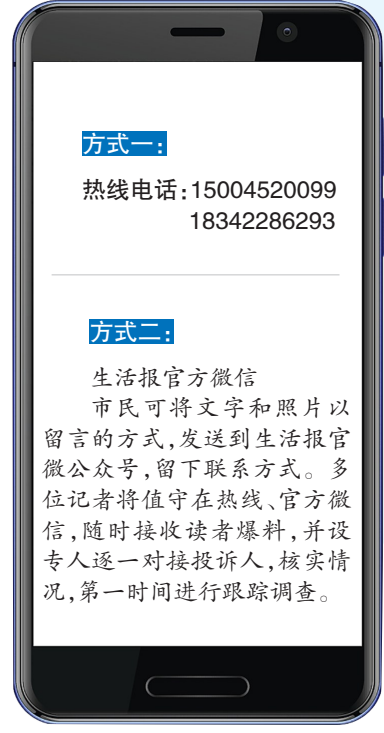 方式一：
热线电话：15004520099
18342286293
方式二：
生活报官方微信
市民可将文字和照片以
留言的方式，发送到生活报官
微公众号，留下联系方式。多
位记者将值守在热线、官方微
信，随时接收读者爆料，并设
专人逐一对接投诉人，核实情
况，第一时间进行跟踪调查。